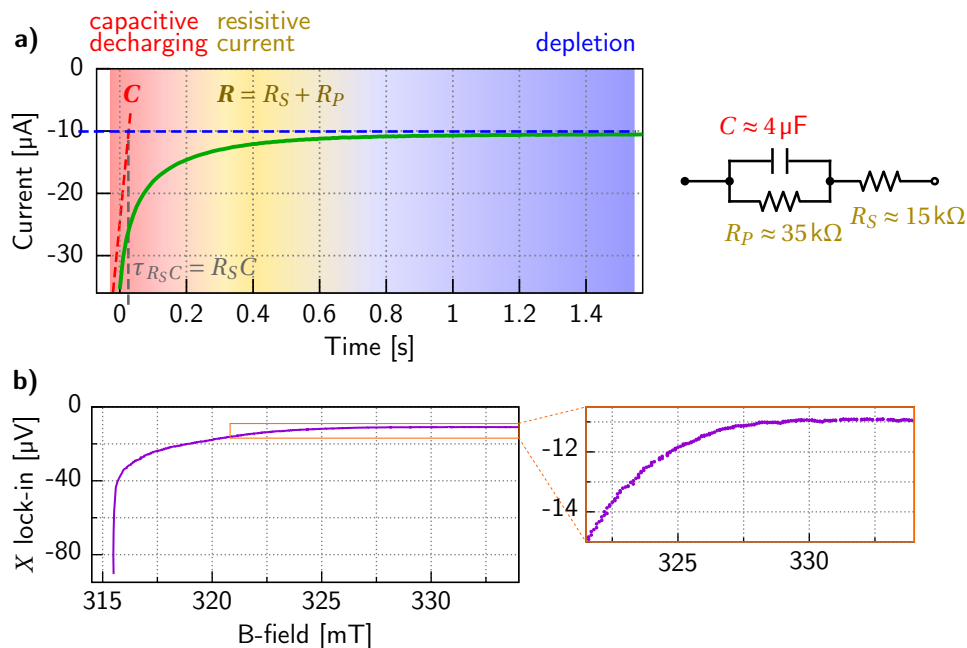 a)
capacitive
decharging
resisitive
current
depletion
0
-10
-20
-30
Current [µA]
C
R = R_S + R_P
τ_{R_SC} = R_SC
0 0.2 0.4 0.6 0.8 1 1.2 1.4
Time [s]
C ≈ 4 µF
R_P ≈ 35 kΩ
R_S ≈ 15 kΩ
b)
0
-40
-80
X lock-in [µV]
315 320 325 330
B-field [mT]
-12
-14
325 330